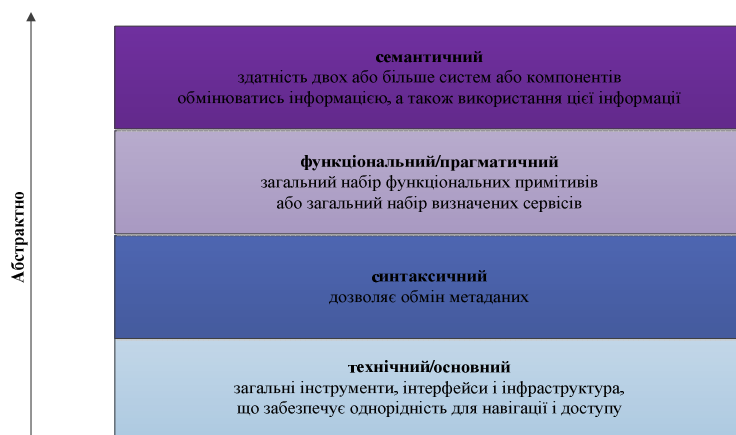 семантичний
здатність двох або більше систем або компонентів
обмінюватись інформацією, а також використання цієї інформації
функціональний/прагматичний
загальний набір функціональних примітивів
або загальний набір визначених сервісів
синтаксичний
дозволяє обмін метаданих
технічний/основний
загальні інструменти, інтерфейси і інфраструктура,
що забезпечує однорідність для навігації і доступу
Абстрактно